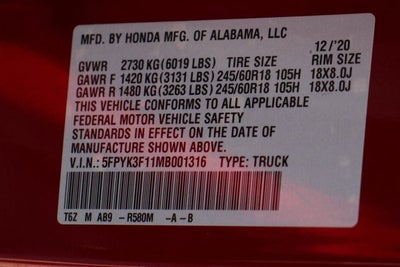 MFD. BY HONDA MFG. OF ALABAMA, LLC
12/'20
GVWR 2730 KG(6019 LBS) TIRE SIZE RIM SIZE
GAWR F 1420 KG(3131 LBS) 245/60R18 105H 18X8.0J
GAWR R 1480 KG(3263 LBS) 245/60R18 105H 18X8.0J
THIS VEHICLE CONFORMS TO ALL APPLICABLE
FEDERAL MOTOR VEHICLE SAFETY
STANDARDS IN EFFECT ON THE DATE OF
MANUFACTURE SHOWN ABOVE.
V.I.N.: 5FPYK3F11MB001316 TYPE: TRUCK
T6Z M AB9 -R580M -A-B